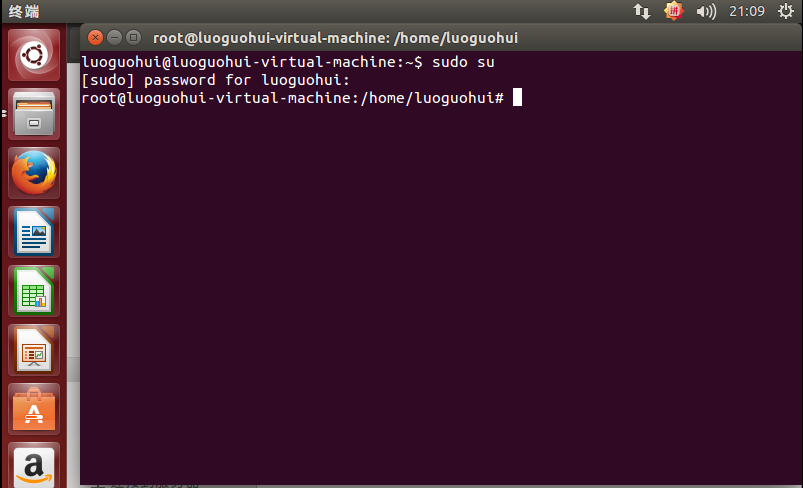 终端
21:09
root@luoguohui-virtual-machine: /home/luoguohui
luoguohui@luoguohui-virtual-machine:~$ sudo su
[sudo] password for luoguohui:
root@luoguohui-virtual-machine:/home/luoguohui#
拼
A
a